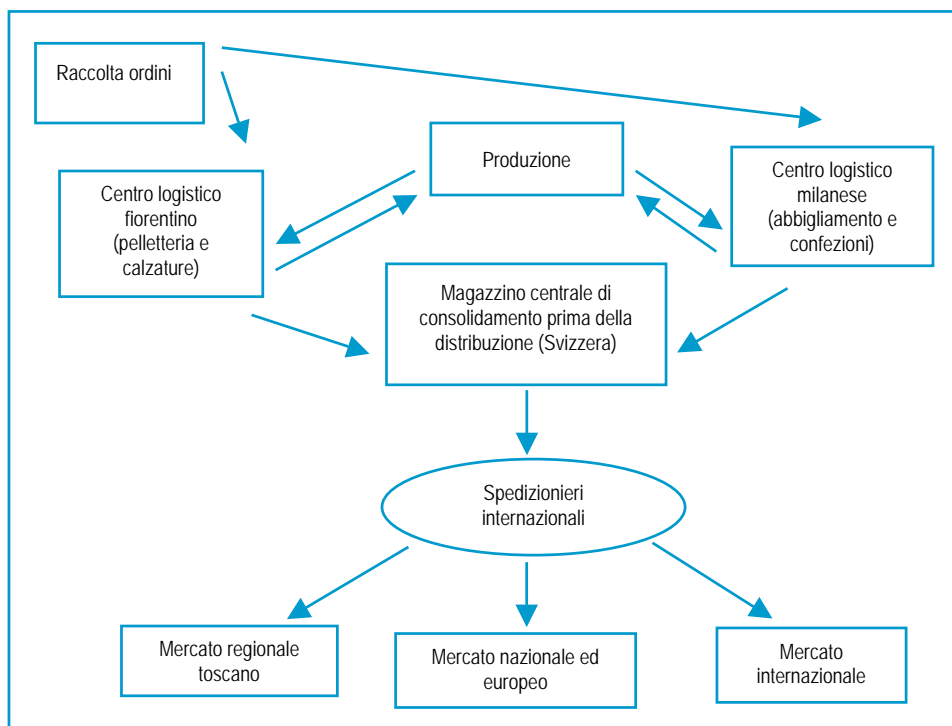 Raccolta ordini
Produzione
Centro logistico
fiorentino
(pelletteria e
calzature)
Centro logistico
milanese
(abbigliamento e
confezioni)
Magazzino centrale di
consolidamento prima della
distribuzione (Svizzera)
Spedizionieri
internazionali
Mercato regionale
toscano
Mercato nazionale ed
europeo
Mercato
internazionale